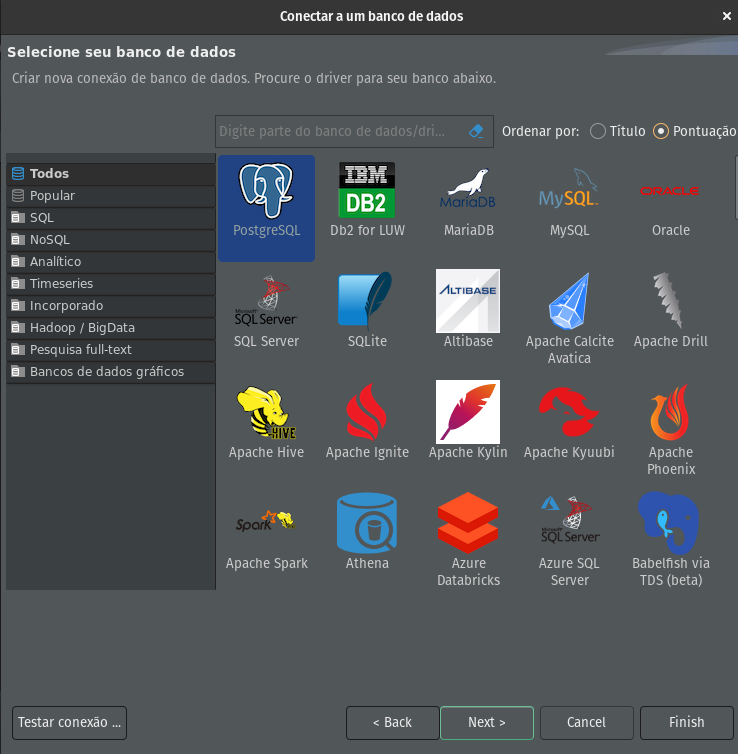 Conectar a um banco de dados
Selecione seu banco de dados
Criar nova conexão de banco de dados. Procure o driver para seu banco abaixo.
Digite parte do banco de dados/dri...
Ordenar por:
Título
Pontuação
Todos
Popular
SQL
NoSQL
Analítico
Timeseries
Incorporado
Hadoop / BigData
Pesquisa full-text
Bancos de dados gráficos
IBM
DB2
MariaDB
MySQL
ORACLE
PostgreSQL
Db2 for LUW
MariaDB
MySQL
Oracle
Microsoft
SQL Server
ALTIBASE
SQL Server
SQLite
Altibase
Apache Calcite
Avatica
Apache Drill
HIVE
Apache Hive
Apache Ignite
Apache Kylin
Apache Kyuubi
Apache
Phoenix
Spark
Microsoft
SQL Server
Apache Spark
Athena
Azure
Databricks
Azure SQL
Server
Babelfish via
TDS (beta)
Testar conexão ...
< Back
Next >
Cancel
Finish